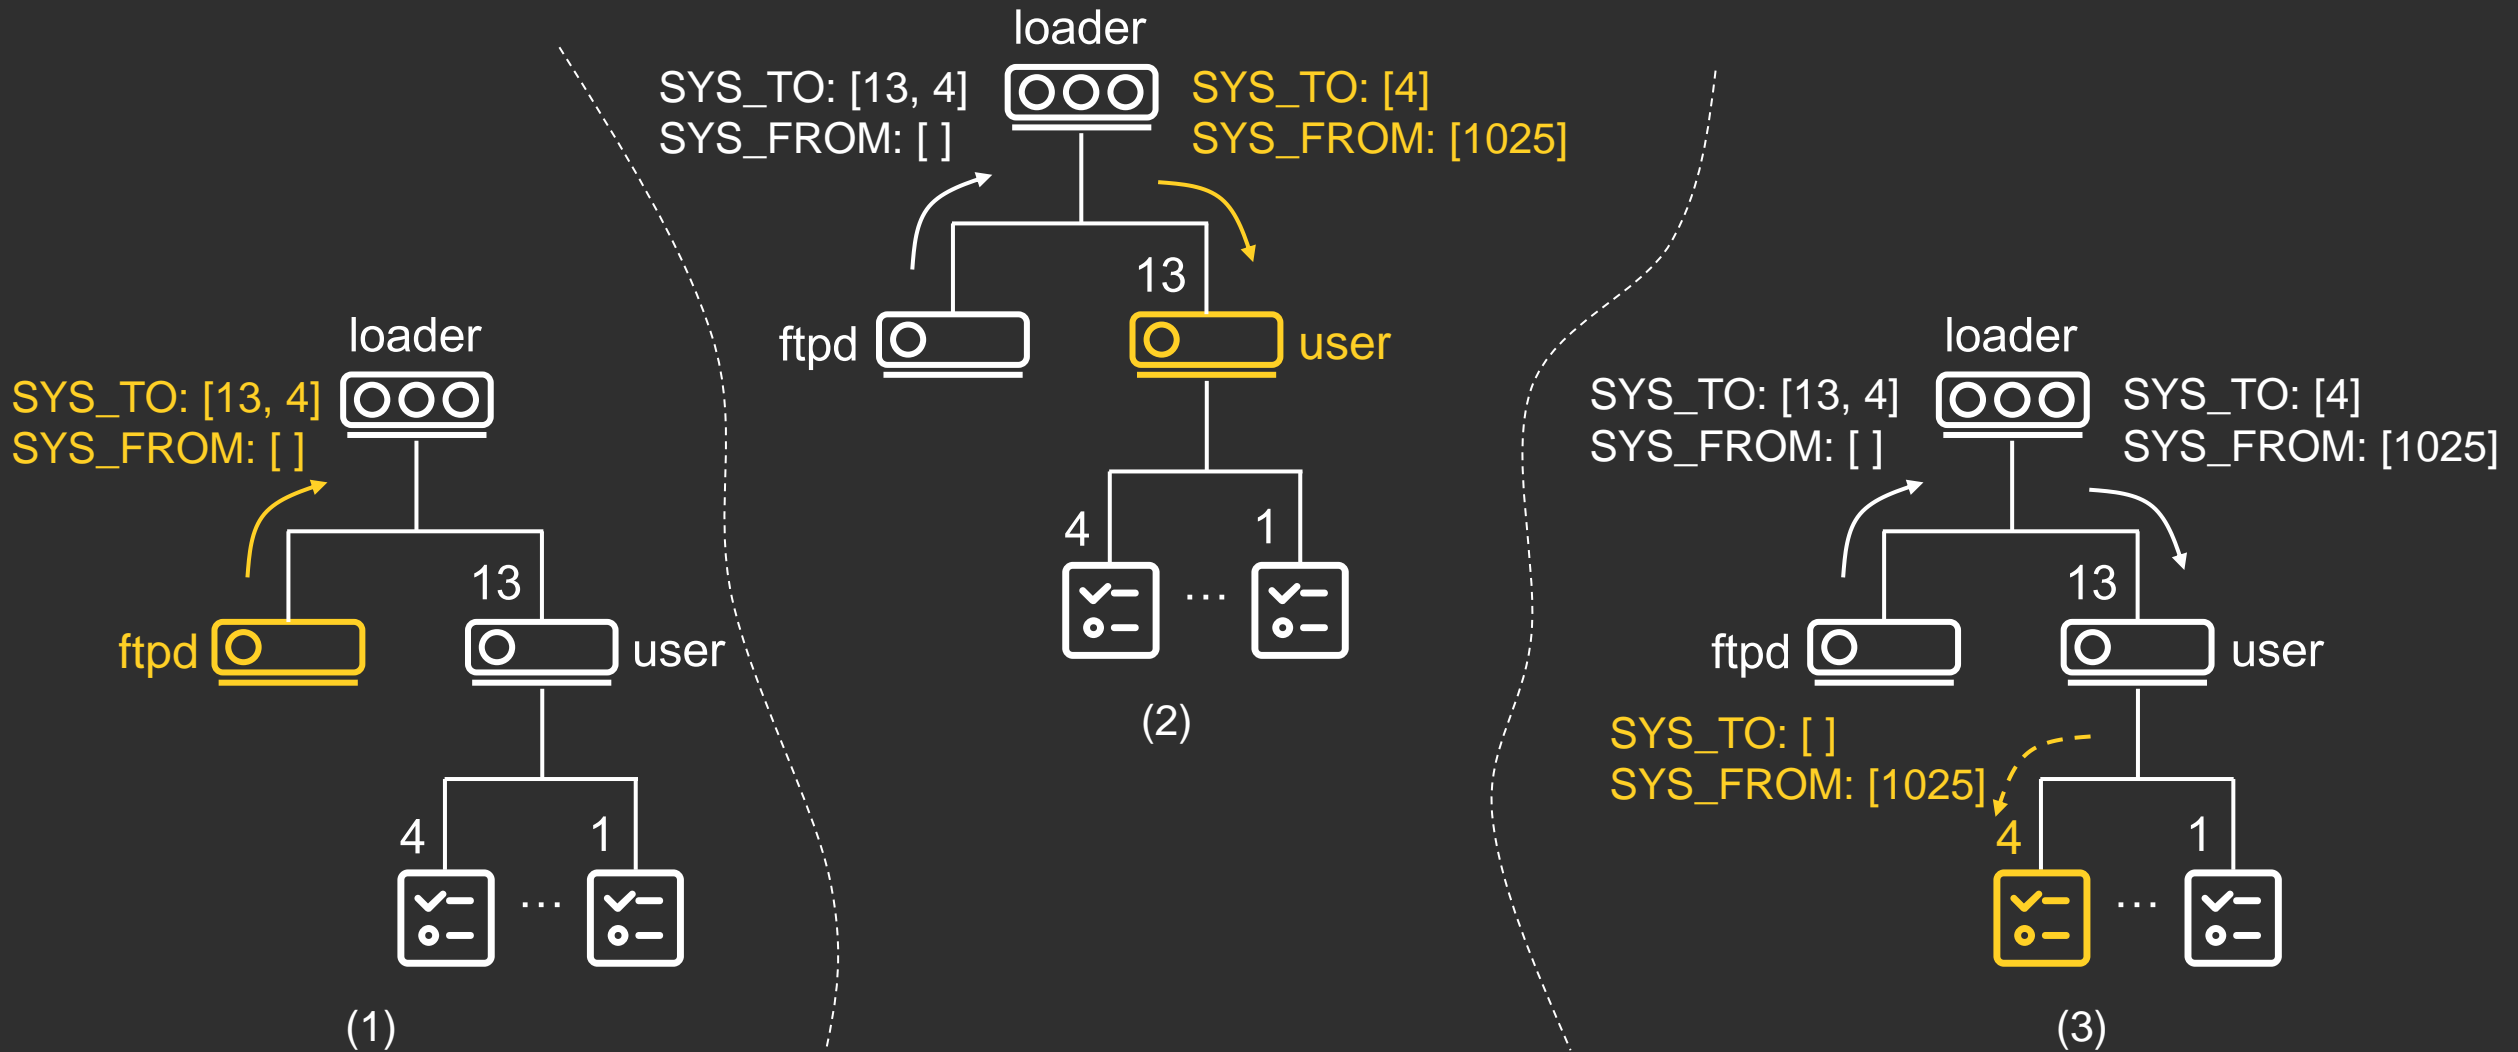 loader
SYS_TO: [13, 4]
SYS_FROM: [ ]
13
ftpd
user
4
1
...
(1)
loader
SYS_TO: [13, 4]
SYS_FROM: [ ]
SYS_TO: [4]
SYS_FROM: [1025]
13
ftpd
user
4
1
...
(2)
loader
SYS_TO: [13, 4]
SYS_FROM: [ ]
SYS_TO: [4]
SYS_FROM: [1025]
13
ftpd
user
SYS_TO: [ ]
SYS_FROM: [1025]
4
1
...
(3)